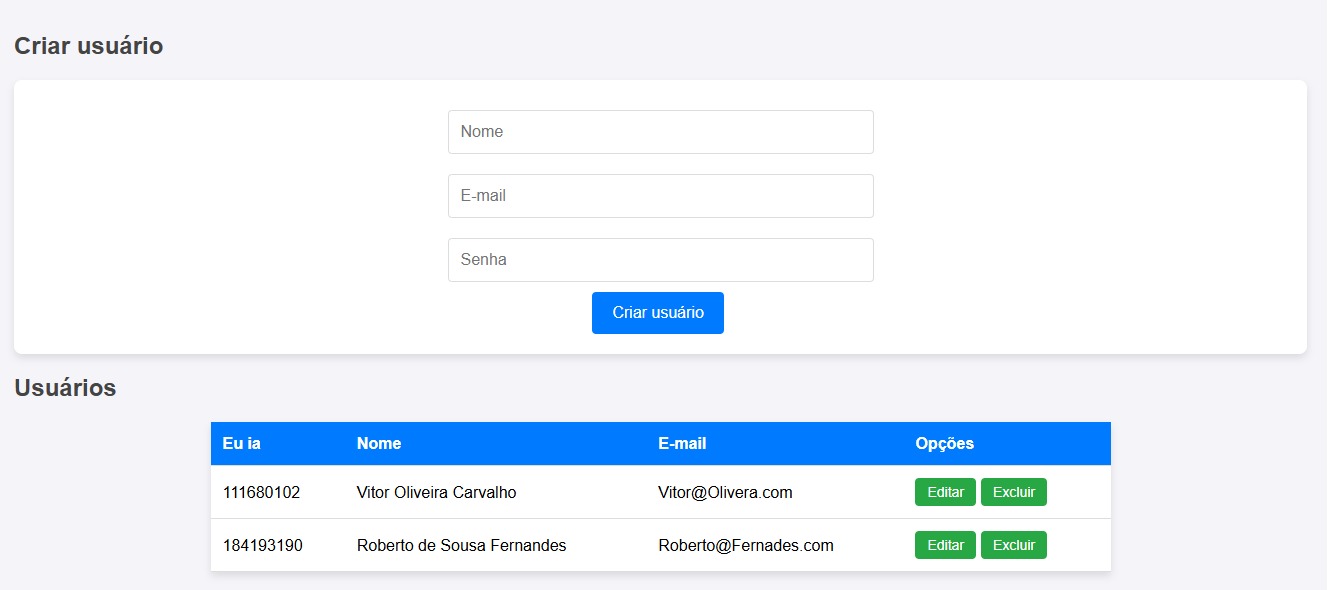 Criar usuário
Nome
E-mail
Senha
Criar usuário
Usuários
Eu ia Nome E-mail Opções
111680102 Vitor Oliveira Carvalho Vitor@Olivera.com Editar Excluir
184193190 Roberto de Sousa Fernandes Roberto@Fernades.com Editar Excluir